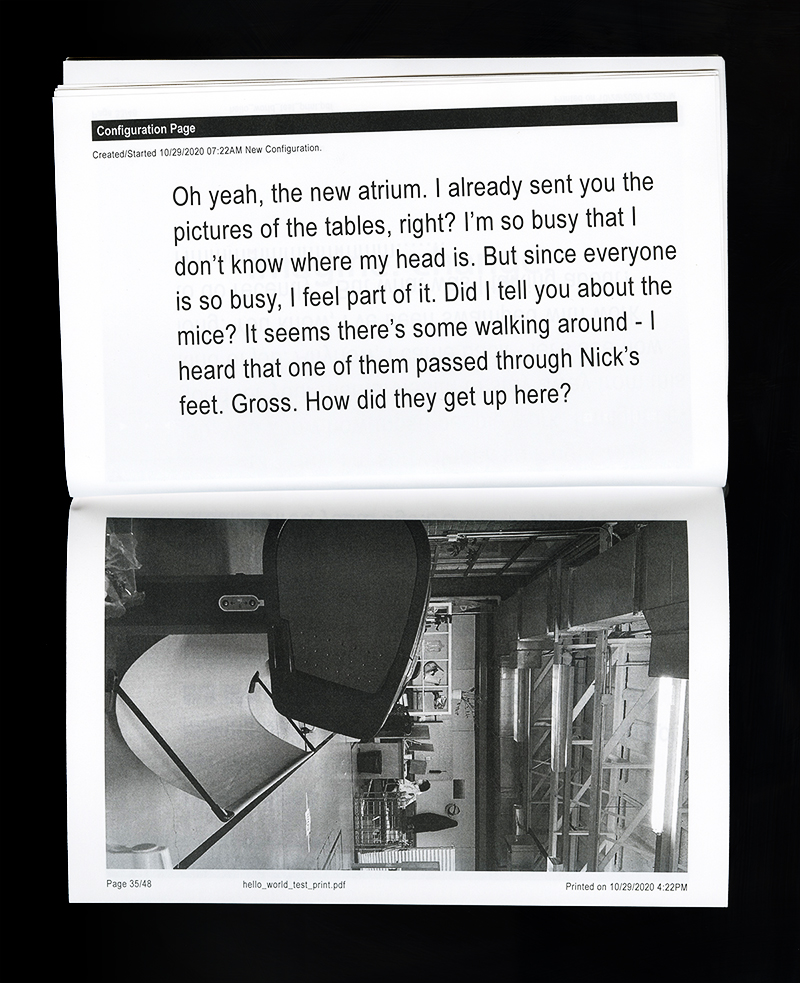 Configuration Page
Created/Started 10/29/2020 07:22AM New Configuration.
Oh yeah, the new atrium. I already sent you the
pictures of the tables, right? I'm so busy that I
don't know where my head is. But since everyone
is so busy, I feel part of it. Did I tell you about the
mice? It seems there's some walking around - I
heard that one of them passed through Nick's
feet. Gross. How did they get up here?
Page 35/48
hello_world_test_print.pdf
Printed on 10/29/2020 4:22PM